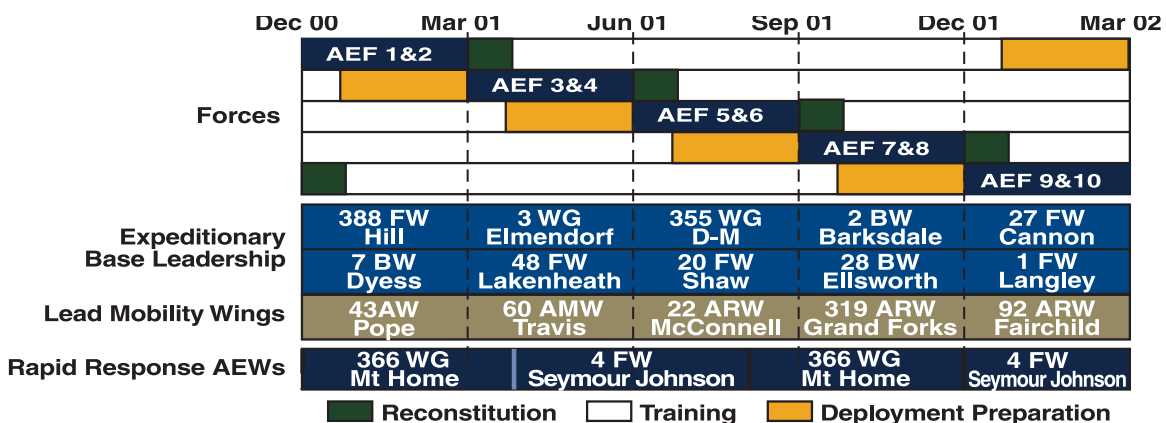 Dec 00 Mar 01 Jun 01 Sep 01 Dec 01 Mar 02
AEF 1&2
AEF 3&4
Forces
AEF 5&6
AEF 7&8
AEF 9&10
Expeditionary
Base Leadership
388 FW 3 WG 355 WG 2 BW 27 FW
Hill Elmendorf D-M Barksdale Cannon
7 BW 48 FW 20 FW 28 BW 1 FW
Dyess Lakenheath Shaw Ellsworth Langley
Lead Mobility Wings
43AW 60 AMW 22 ARW 319 ARW 92 ARW
Pope Travis McConnell Grand Forks Fairchild
Rapid Response AEWs
366 WG 4 FW 366 WG 4 FW
Mt Home Seymour Johnson Mt Home Seymour Johnson
Reconstitution Training Deployment Preparation